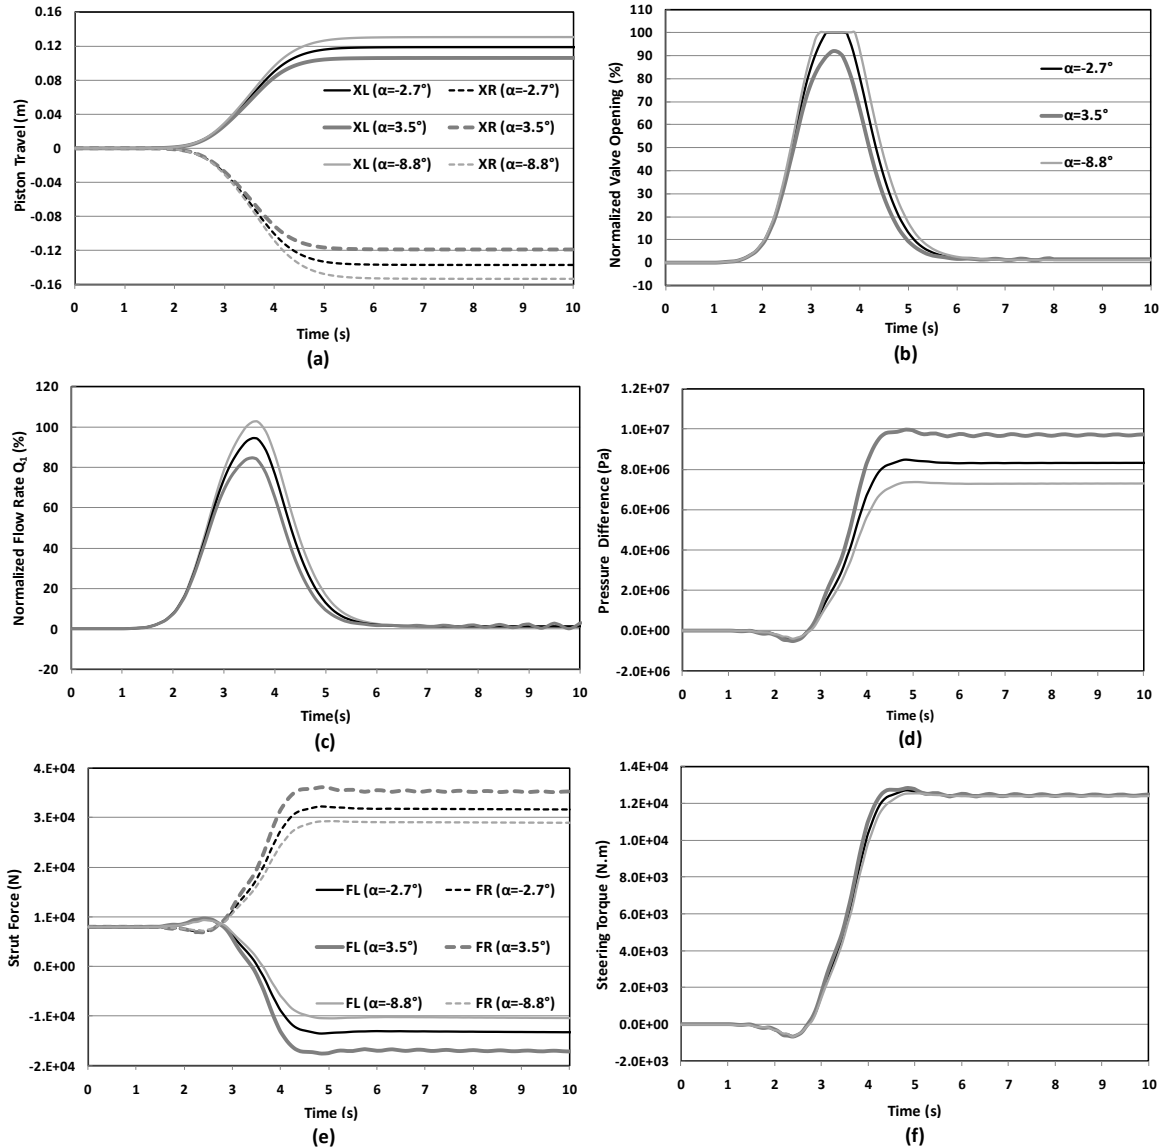 0.16
0.12
0.08
0.04
0
-0.04
-0.08
-0.12
-0.16
Piston Travel (m)
XL (α=-2.7°) XR (α=-2.7°)
XL (α=3.5°) XR (α=3.5°)
XL (α=-8.8°) XR (α=-8.8°)
0 1 2 3 4 5 6 7 8 9 10
Time (s)
(a)
100
90
80
70
60
50
40
30
20
10
0
-10
Normalized Valve Opening (%)
α=-2.7°
α=3.5°
α=-8.8°
0 1 2 3 4 5 6 7 8 9 10
Time (s)
(b)
120
100
80
60
40
20
0
-20
Normalized Flow Rate Q₁ (%)
0 1 2 3 4 5 6 7 8 9 10
Time(s)
(c)
1.2E+07
1.0E+07
8.0E+06
6.0E+06
4.0E+06
2.0E+06
0.0E+00
-2.0E+06
Pressure Difference (Pa)
0 1 2 3 4 5 6 7 8 9 10
Time (s)
(d)
4.E+04
3.E+04
2.E+04
1.E+04
0.E+00
-1.E+04
-2.E+04
Strut Force (N)
FL (α=-2.7°) FR (α=-2.7°)
FL (α=3.5°) FR (α=3.5°)
FL (α=-8.8°) FR (α=-8.8°)
0 1 2 3 4 5 6 7 8 9 10
Time (s)
(e)
1.4E+04
1.2E+04
1.0E+04
8.0E+03
6.0E+03
4.0E+03
2.0E+03
0.0E+00
-2.0E+03
Steering Torque (N.m)
0 1 2 3 4 5 6 7 8 9 10
Time (s)
(f)